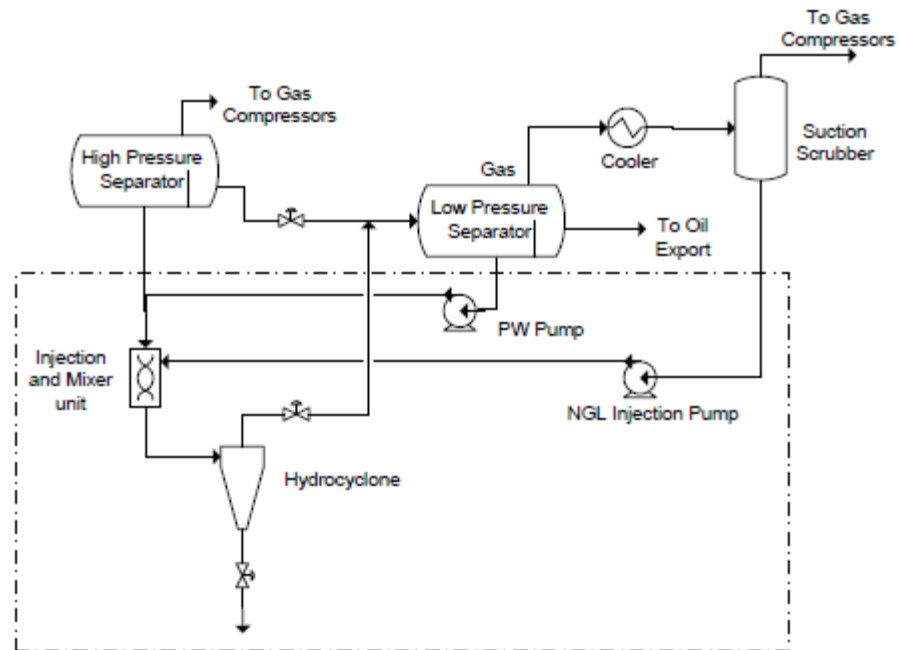 To Gas
Compressors
To Gas
Compressors
High Pressure
Separator
Gas
Cooler
Suction
Scrubber
Low Pressure
Separator
To Oil
Export
PW Pump
Injection
and Mixer
unit
NGL Injection Pump
Hydrocyclone